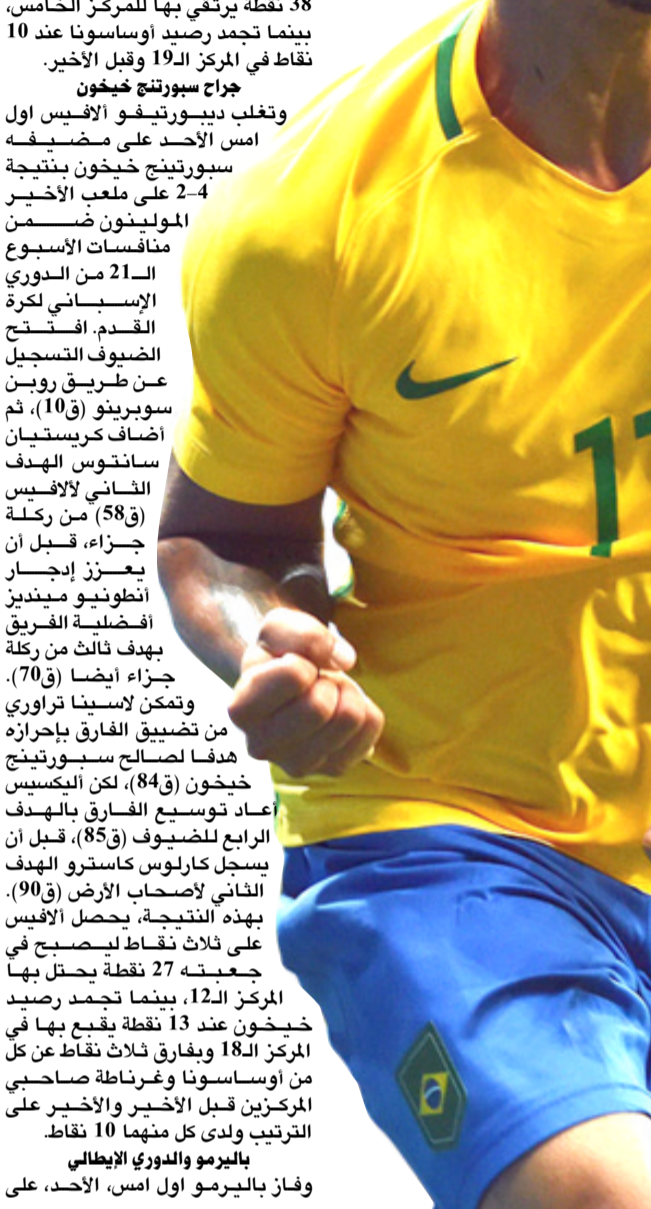 38 نقطة يرتقي بها للمركز الخامس،
بينما تجمد رصيد أوساسونا عند 10
نقاط في المركز الـ19 وقبل الأخير.
جراح سبورتنج خيخون
وتغلب ديبورتيفو ألافيس اول
امس الأحد على مضيفه
سبورتينج خيخون بنتيجة
4–2 على ملعب الأخير
المولينون ضمن
منافسات الأسبوع
الـ21 من الدوري
الإسباني لكرة
القدم. افتتح
الضيوف التسجيل
عن طريق روبن
سوبرينو (ق10)، ثم
أضاف كريستيان
سانتوس الهدف
الثاني لألافيس
(ق58) من ركلة
جزاء، قبل أن
يعزز إدجار
أنطونيو مينديز
أفضلية الفريق
بهدف ثالث من ركلة
جزاء أيضا (ق70).
وتمكن لاسينا تراوري
من تضييق الفارق بإحرازه
هدفا لصالح سبورتينج
خيخون (ق84)، لكن أليكسيس
أعاد توسيع الفارق بالهدف
الرابع للضيوف (ق85)، قبل أن
يسجل كارلوس كاسترو الهدف
الثاني لأصحاب الأرض (ق90).
بهذه النتيجة، يحصل ألافيس
على ثلاث نقاط ليصبح في
جعبته 27 نقطة يحتل بها
المركز الـ12، بينما تجمد رصيد
خيخون عند 13 نقطة يقبع بها في
المركز الـ18 وبفارق ثلاث نقاط عن كل
من أوساسونا وغرناطة صاحبي
المركزين قبل الأخير والأخير على
الترتيب ولدى كل منهما 10 نقاط.
باليرمو والدوري الإيطالي
وفاز باليرمو اول امس، الأحد، على